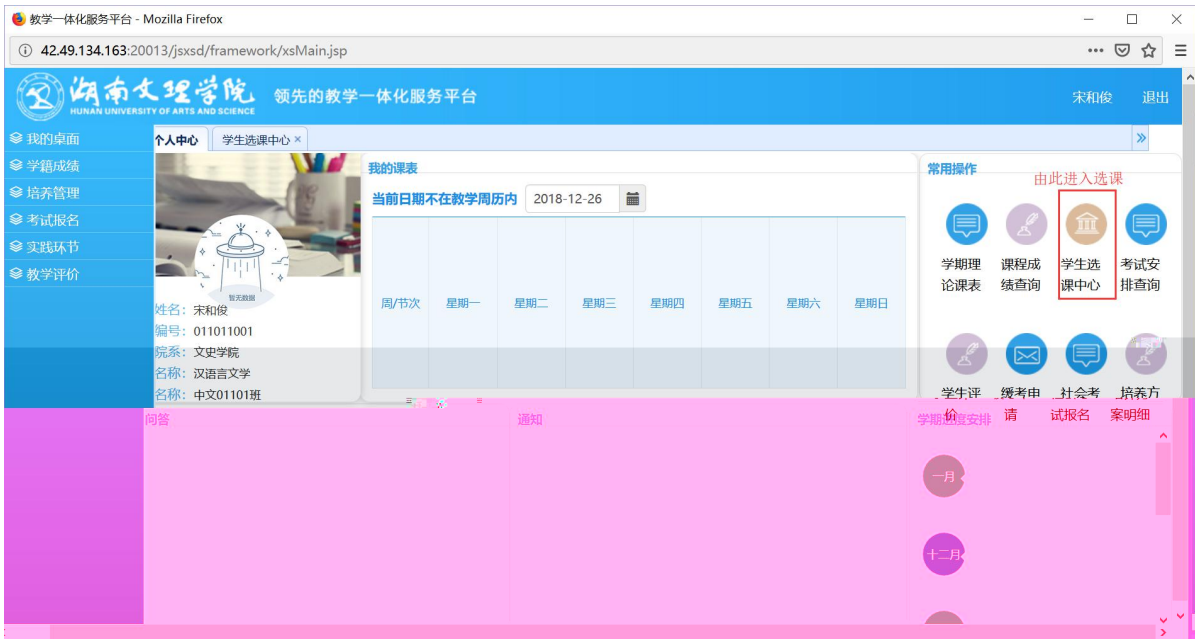 教学一体化服务平台 - Mozilla Firefox
42.49.134.163:20013/jsxsd/framework/xsMain.jsp
湖南文理学院
HUNAN UNIVERSITY OF ARTS AND SCIENCE
领先的教学一体化服务平台
宋和俊 退出
我的桌面
学籍成绩
培养管理
考试报名
实践环节
教学评价
个人中心 学生选课中心 ×
暂无数据
姓名：宋和俊
编号：011011001
院系：文史学院
名称：汉语言文学
名称：中文01101班
我的课表
当前日期不在教学周历内 2018-12-26
周/节次 星期一 星期二 星期三 星期四 星期五 星期六 星期日
常用操作
由此进入选课
学期理论课表
课程成绩查询
学生选课中心
考试安排查询
学生评价
缓考申请
社会考试报名
培养方案明细
问答
通知
学期进度安排
一月
十二月